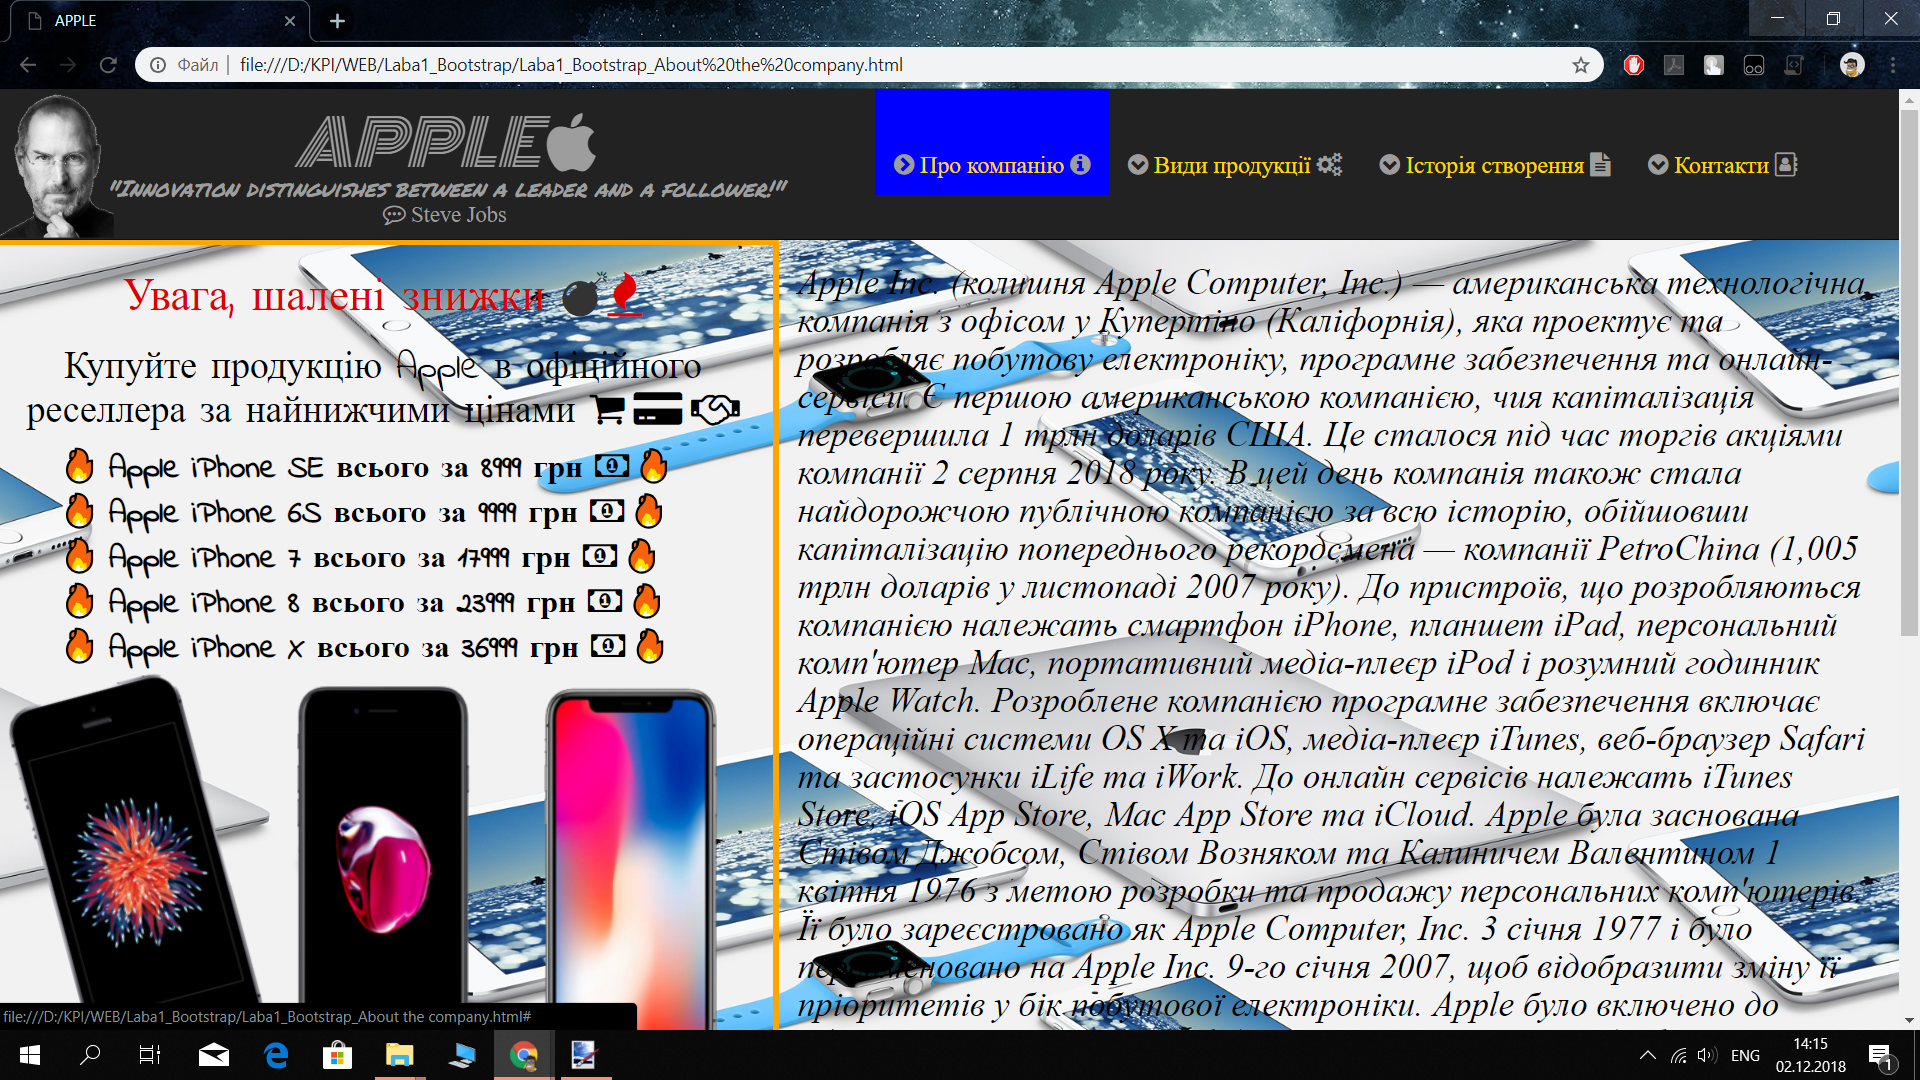 APPLE
Файл
file:///D:/KPI/WEB/Laba1_Bootstrap/Laba1_Bootstrap_About%20the%20company.html
APPLE
"Innovation distinguishes between a leader and a follower!"
Steve Jobs
Про компанію
Види продукції
Історія створення
Контакти
Увага, шалені знижки
Купуйте продукцію Apple в офіційного
реселлера за найнижчими цінами
Apple iPhone SE всього за 8999 грн
Apple iPhone 6S всього за 9999 грн
Apple iPhone 7 всього за 17999 грн
Apple iPhone 8 всього за 23999 грн
Apple iPhone X всього за 36999 грн
Apple Inc. (колишня Apple Computer, Inc.) — американська технологічна
компанія з офісом у Купертіно (Каліфорнія), яка проектує та
розробляє побутову електроніку, програмне забезпечення та онлайн-
сервіси. Є першою американською компанією, чия капіталізація
перевершила 1 трлн доларів США. Це сталося під час торгів акціями
компанії 2 серпня 2018 року. В цей день компанія також стала
найдорожчою публічною компанією за всю історію, обійшовши
капіталізацію попереднього рекордсмена — компанії PetroChina (1,005
трлн доларів у листопаді 2007 року). До пристроїв, що розробляються
компанією належать смартфон iPhone, планшет iPad, персональний
комп'ютер Mac, портативний медіа-плеєр iPod і розумний годинник
Apple Watch. Розроблене компанією програмне забезпечення включає
операційні системи OS X та iOS, медіа-плеєр iTunes, веб-браузер Safari
та застосунки iLife та iWork. До онлайн сервісів належать iTunes
Store, iOS App Store, Mac App Store та iCloud. Apple була заснована
Стівом Джобсом, Стівом Возняком та Калиничем Валентином 1
квітня 1976 з метою розробки та продажу персональних комп'ютерів.
Її було зареєстровано як Apple Computer, Inc. 3 січня 1977 і було
перейменовано на Apple Inc. 9-го січня 2007, щоб відобразити зміну її
пріоритетів у бік побутової електроніки. Apple було включено до
file:///D:/KPI/WEB/Laba1_Bootstrap/Laba1_Bootstrap_About the company.html#
ENG
14:15
02.12.2018
1